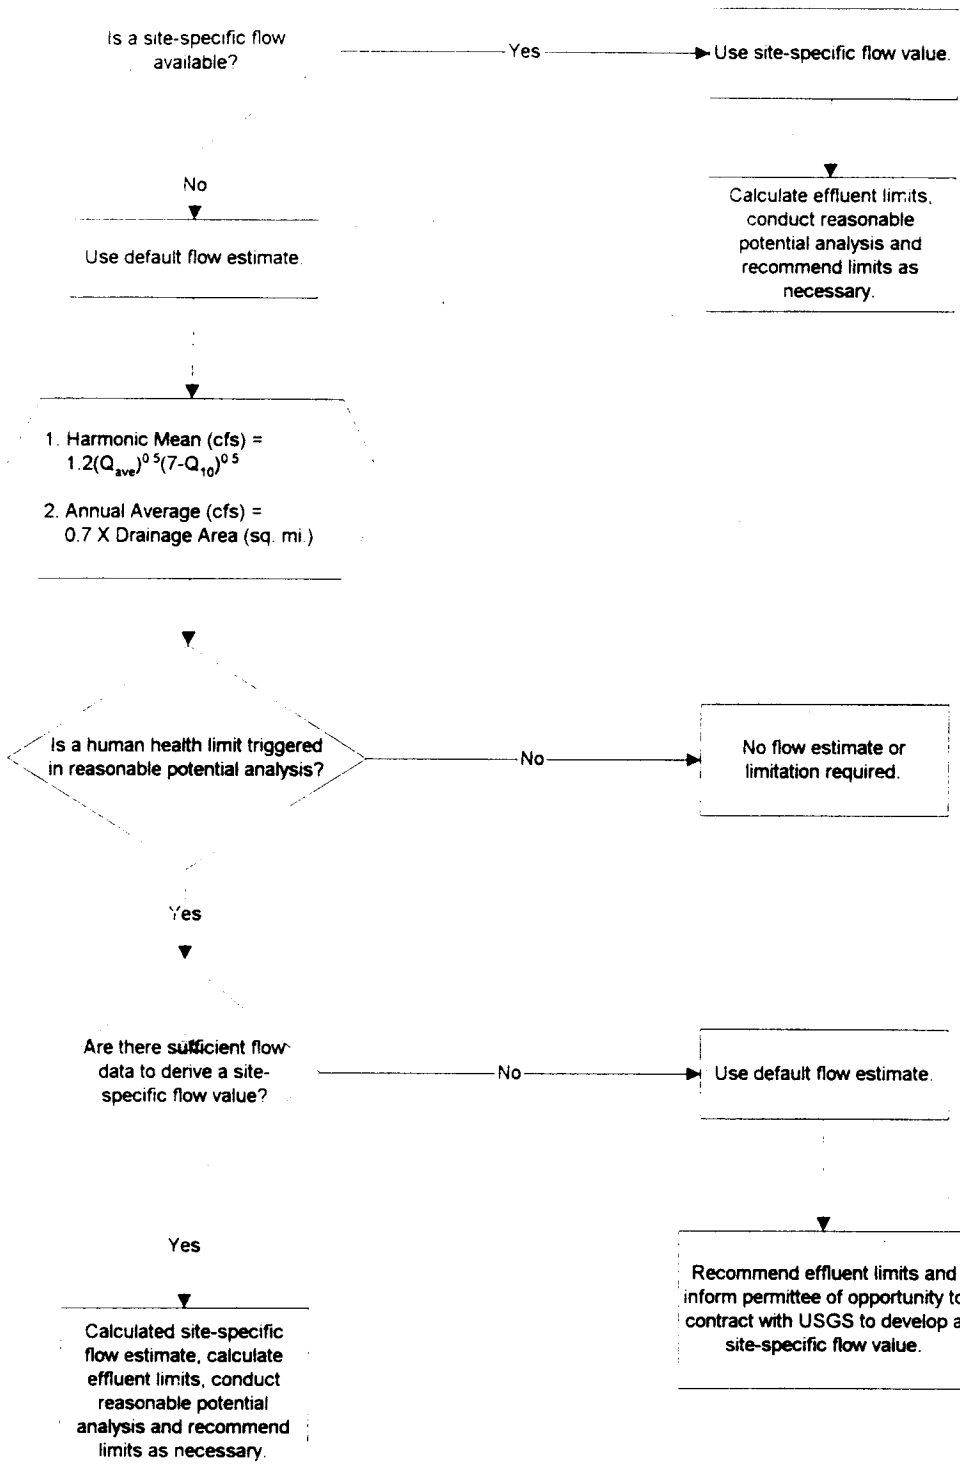 Is a site-specific flow
available?
Yes
Use site-specific flow value.
No
Calculate effluent limits,
conduct reasonable
potential analysis and
recommend limits as
necessary.
Use default flow estimate.
1. Harmonic Mean (cfs) =
1.2(Qave)^0.5(7-Q10)^0.5
2. Annual Average (cfs) =
0.7 X Drainage Area (sq. mi.)
Is a human health limit triggered
in reasonable potential analysis?
No
No flow estimate or
limitation required.
Yes
Are there sufficient flow
data to derive a site-
specific flow value?
No
Use default flow estimate.
Yes
Recommend effluent limits and
inform permittee of opportunity to
contract with USGS to develop a
site-specific flow value.
Calculated site-specific
flow estimate, calculate
effluent limits, conduct
reasonable potential
analysis and recommend
limits as necessary.